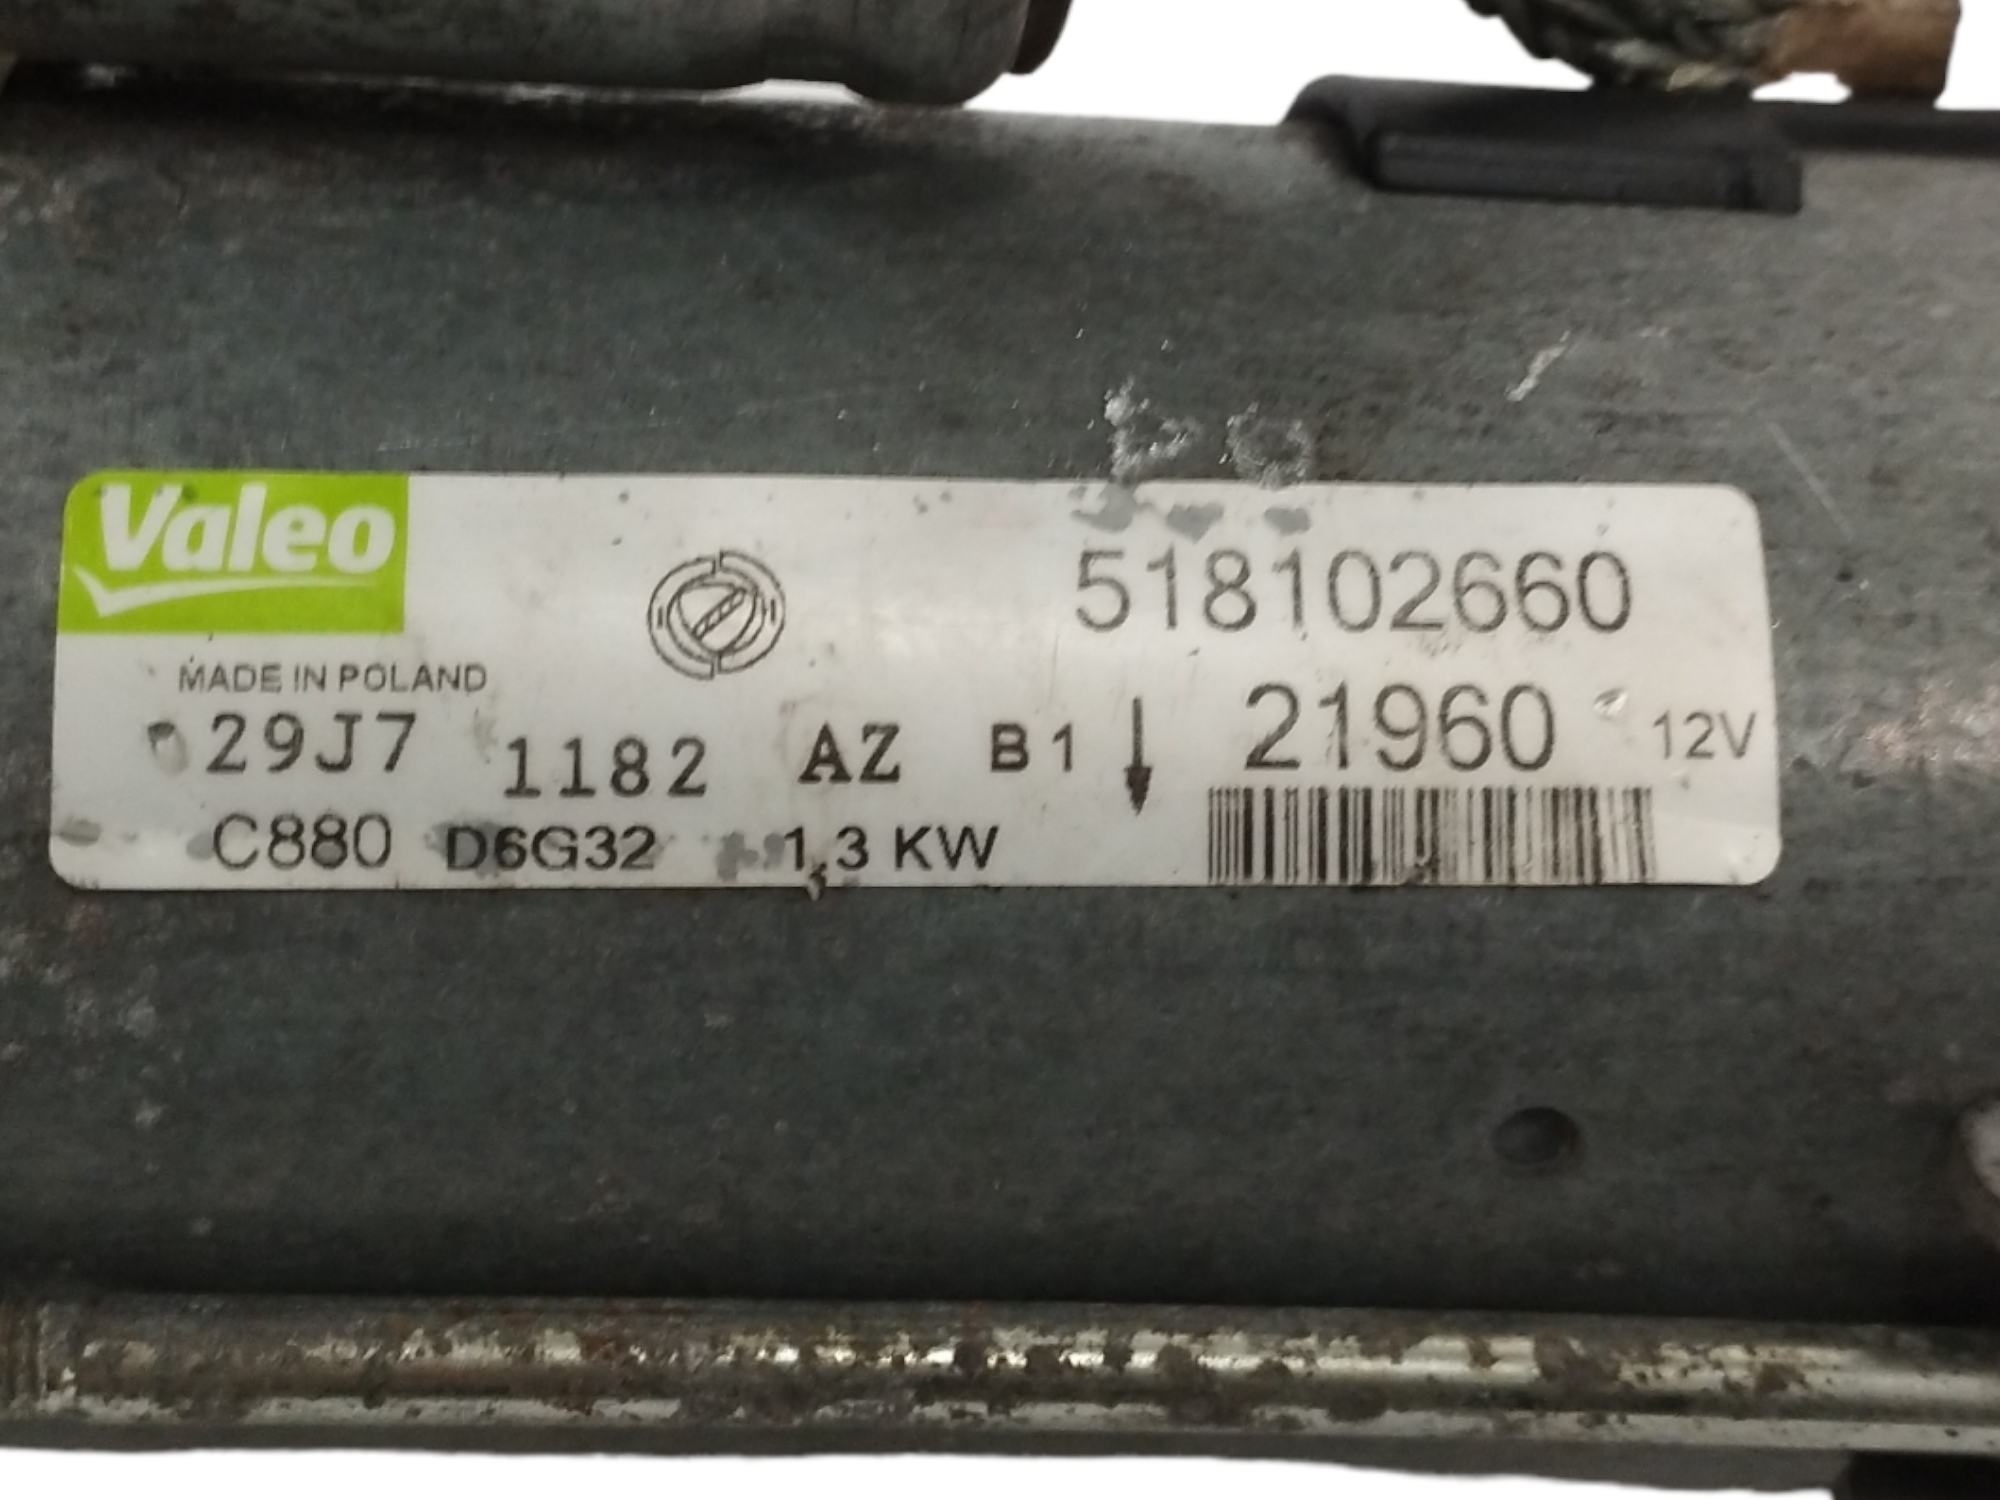 Valeo
518102660
MADE IN POLAND
29J7 1182 AZ B1 21960 12V
C880 D6G32 1,3 KW